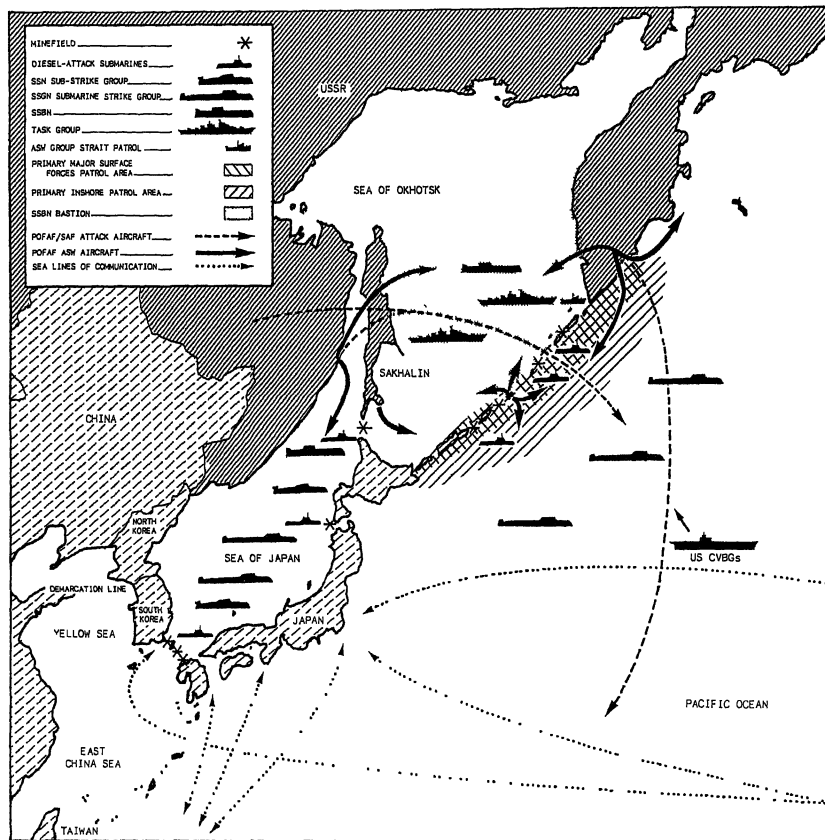 MINEFIELD
DIESEL-ATTACK SUBMARINES
SSN SUB-STRIKE GROUP
SSGN SUBMARINE STRIKE GROUP
SSBN
TASK GROUP
ASW GROUP STRAIT PATROL
PRIMARY MAJOR SURFACE
FORCES PATROL AREA
PRIMARY INSHORE PATROL AREA
SSBN BASTION
POFAF/SAF ATTACK AIRCRAFT
POFAF ASW AIRCRAFT
SEA LINES OF COMMUNICATION
USSR
SEA OF OKHOTSK
SAKHALIN
CHINA
NORTH
KOREA
SEA OF JAPAN
US CVBGs
DEMARCATION LINE
SOUTH
KOREA
JAPAN
YELLOW SEA
PACIFIC OCEAN
EAST
CHINA SEA
TAIWAN